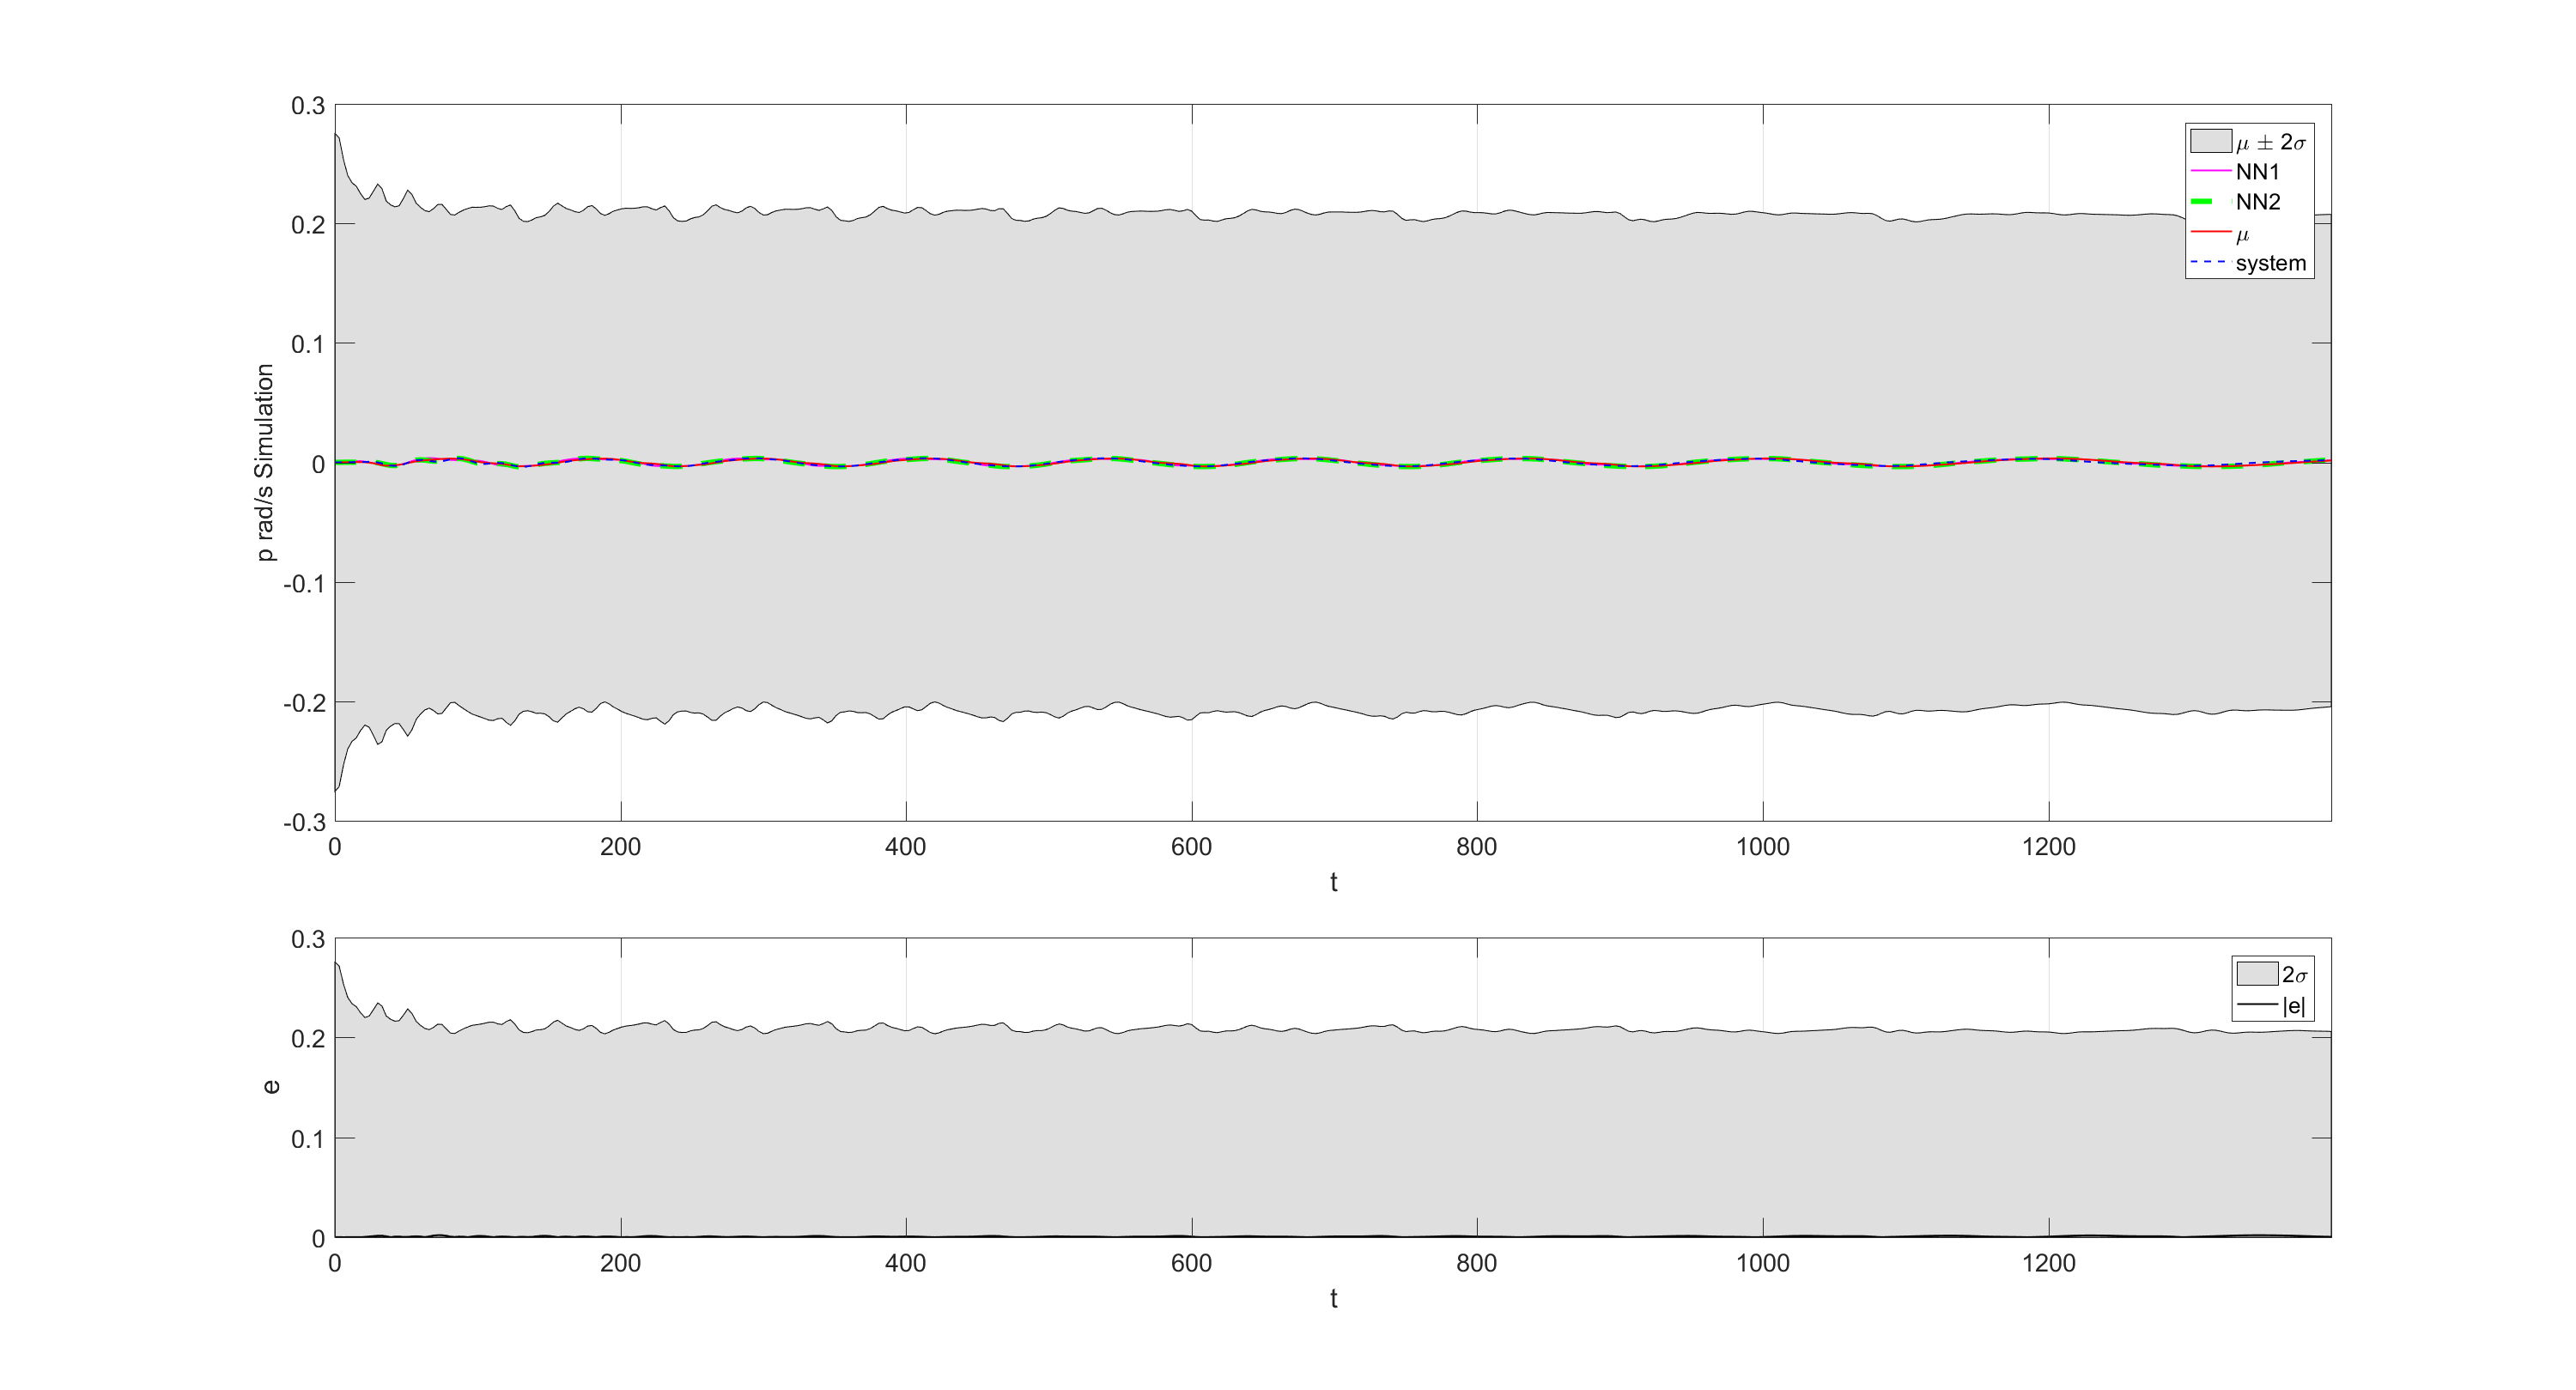 0.3
0.2
0.1
0
-0.1
-0.2
-0.3
p rad/s Simulation
0 200 400 600 800 1000 1200
t
μ ± 2σ
NN1
NN2
μ
system
0.3
0.2
0.1
0
e
0 200 400 600 800 1000 1200
t
2σ
|e|